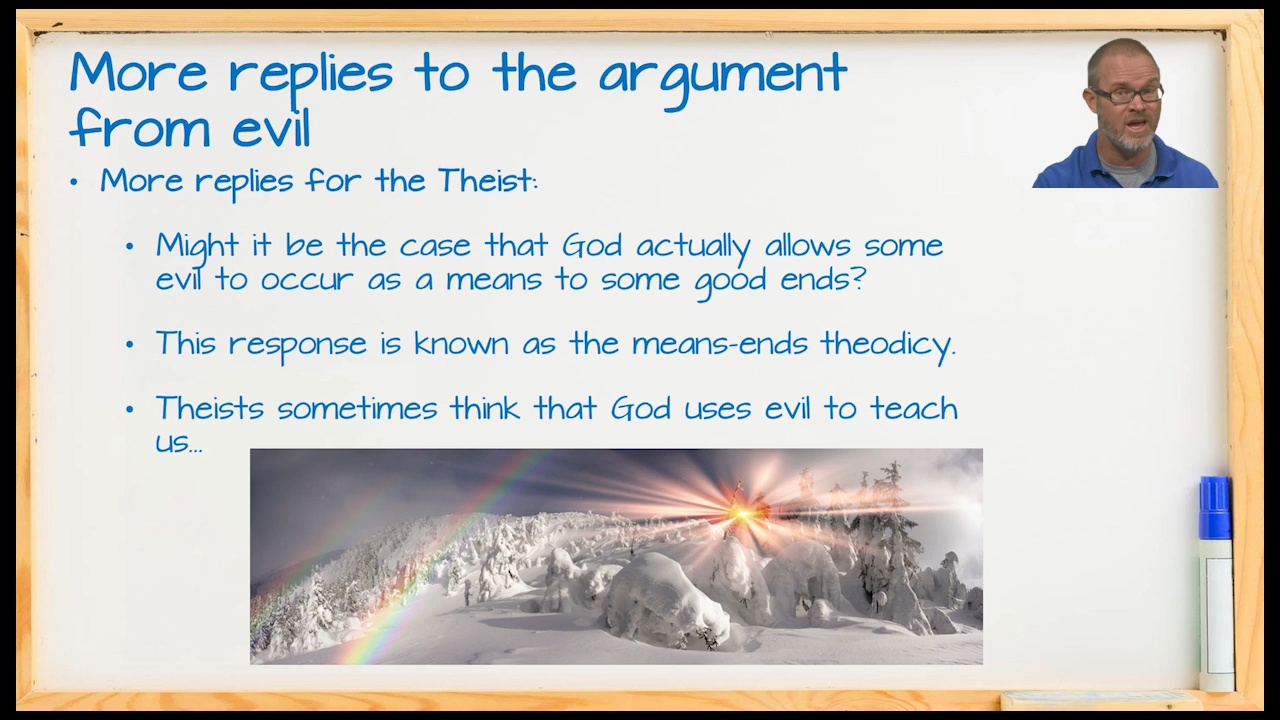 More replies to the argument
from evil
• More replies for the Theist:
• Might it be the case that God actually allows some
evil to occur as a means to some good ends?
• This response is known as the means-ends theodicy.
• Theists sometimes think that God uses evil to teach
us...